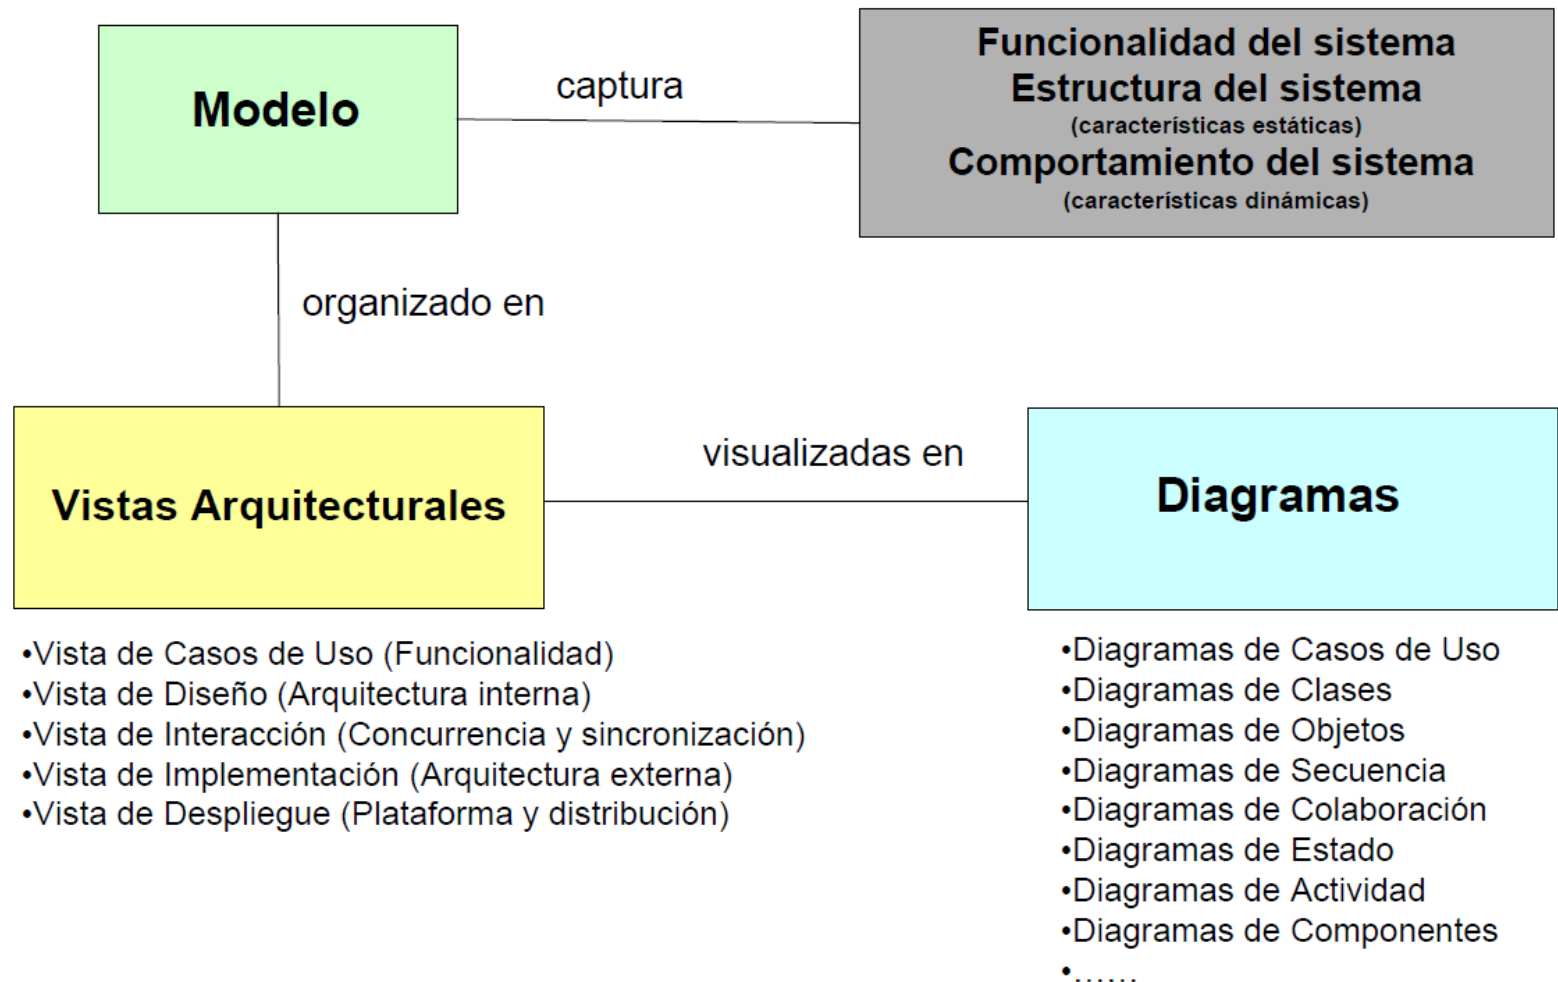 Modelo
captura
Funcionalidad del sistema
Estructura del sistema
(características estáticas)
Comportamiento del sistema
(características dinámicas)
organizado en
Vistas Arquitecturales
visualizadas en
Diagramas
•Vista de Casos de Uso (Funcionalidad)
•Vista de Diseño (Arquitectura interna)
•Vista de Interacción (Concurrencia y sincronización)
•Vista de Implementación (Arquitectura externa)
•Vista de Despliegue (Plataforma y distribución)
•Diagramas de Casos de Uso
•Diagramas de Clases
•Diagramas de Objetos
•Diagramas de Secuencia
•Diagramas de Colaboración
•Diagramas de Estado
•Diagramas de Actividad
•Diagramas de Componentes
•......